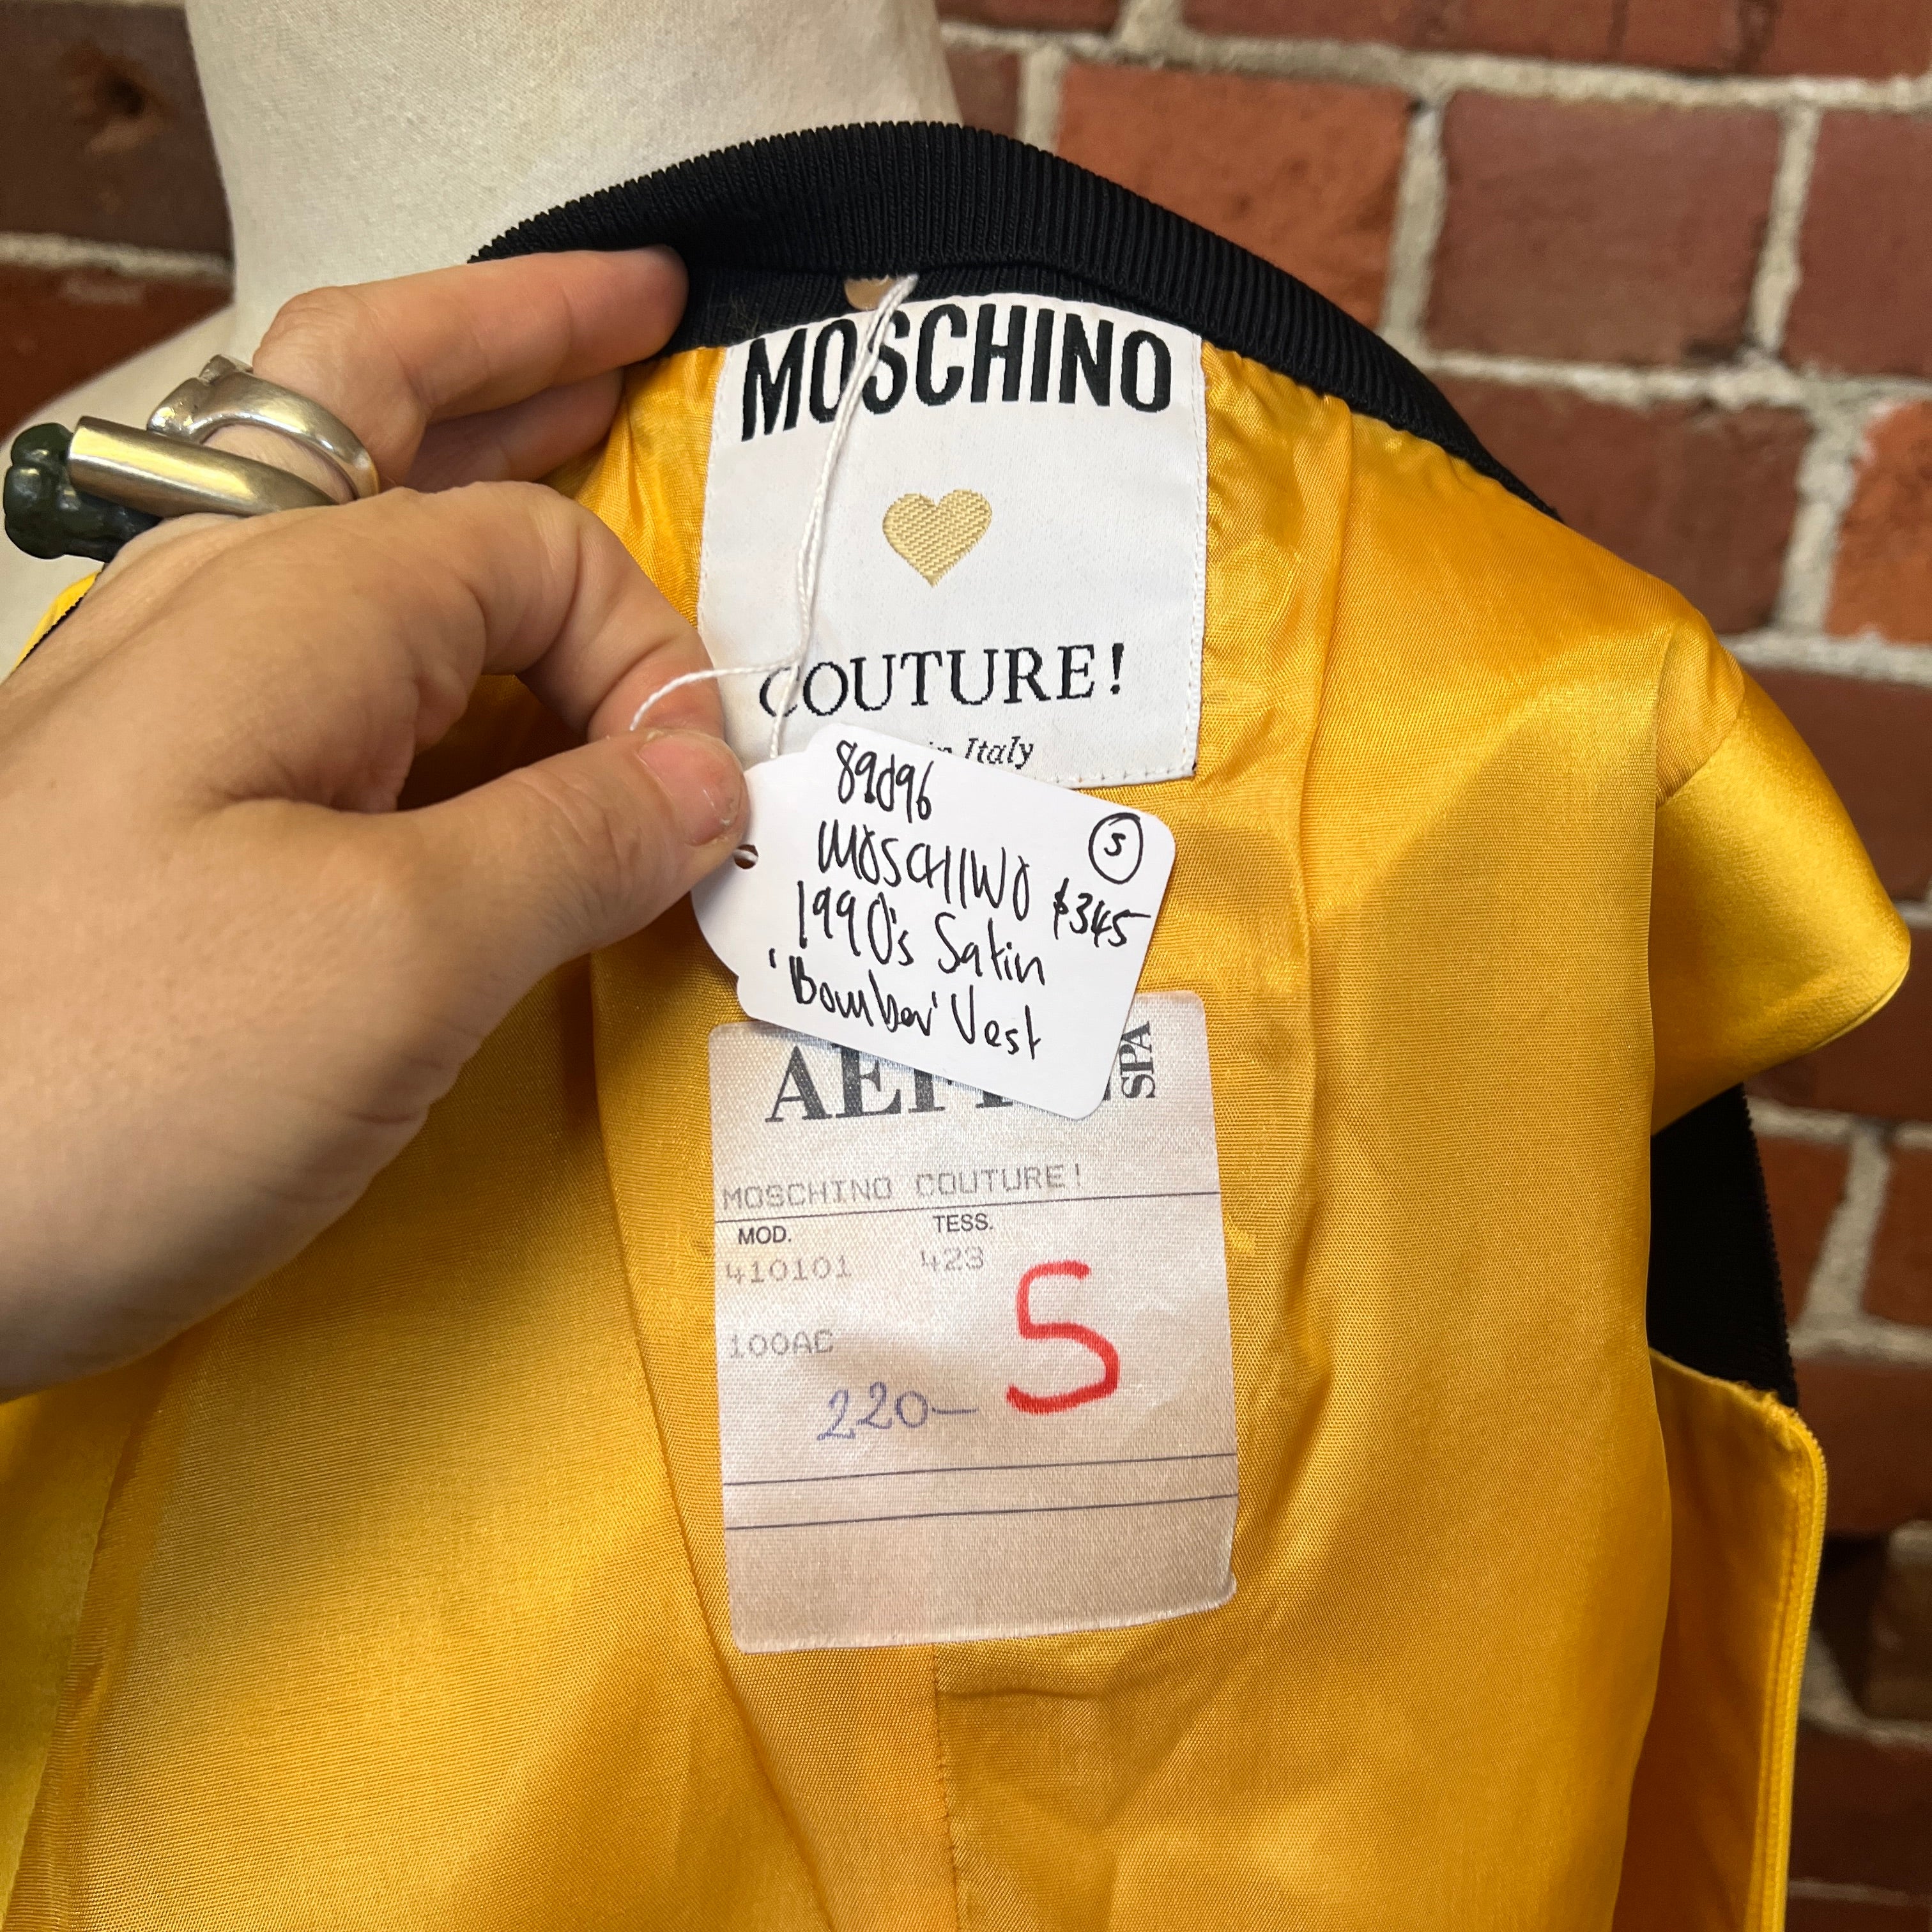 MOSCHINO
COUTURE!
Italy
89d96
S
MOSCHINO
$345
1990's Satin
'Bomber' Vest
SPA
MOSCHINO COUTURE!
MOD. TESS.
410101 423
S
100AC
220-